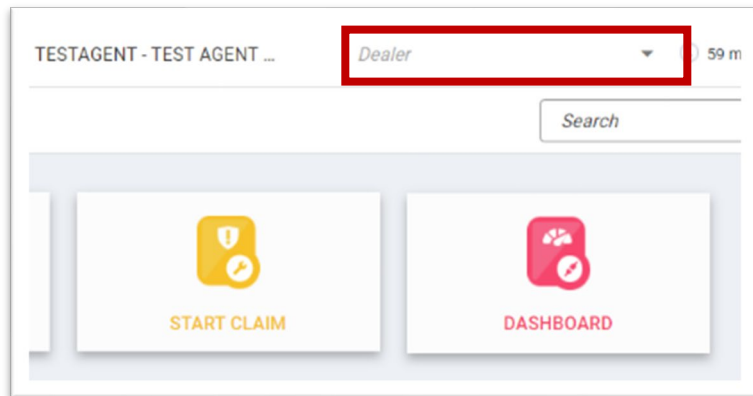 TESTAGENT - TEST AGENT ...
Dealer
59 m
Search
START CLAIM
DASHBOARD